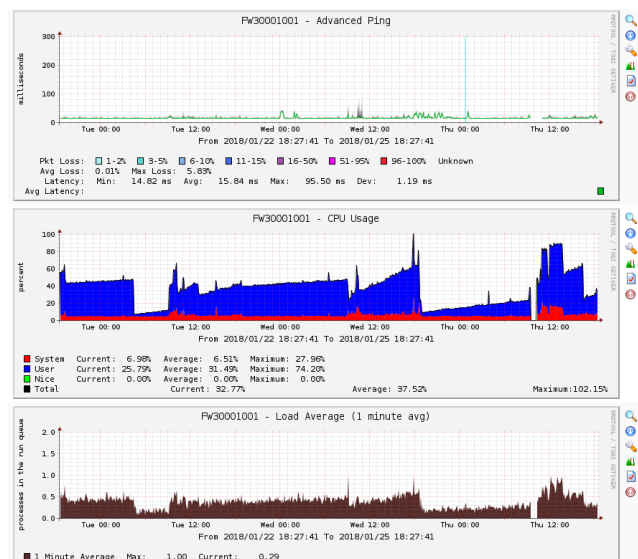 FW30001001 - Advanced Ping
RRDTOOL / TOBI OETIKER
milliseconds
300
200
100
0
Tue 00:00 Tue 12:00 Wed 00:00 Wed 12:00 Thu 00:00 Thu 12:00
From 2018/01/22 18:27:41 To 2018/01/25 18:27:41
Pkt Loss: 1-2% 3-5% 6-10% 11-15% 16-50% 51-95% 96-100% Unknown
Avg Loss: 0.01% Max Loss: 5.83%
Latency: Min: 14.82 ms Avg: 15.84 ms Max: 95.50 ms Dev: 1.19 ms
Avg Latency:
FW30001001 - CPU Usage
RRDTOOL / TOBI OETIKER
percent
100
80
60
40
20
0
Tue 00:00 Tue 12:00 Wed 00:00 Wed 12:00 Thu 00:00 Thu 12:00
From 2018/01/22 18:27:41 To 2018/01/25 18:27:41
System Current: 6.98% Average: 6.51% Maximum: 27.96%
User Current: 25.79% Average: 31.49% Maximum: 74.20%
Nice Current: 0.00% Average: 0.00% Maximum: 0.00%
Total Current: 32.77% Average: 37.52% Maximum:102.15%
FW30001001 - Load Average (1 minute avg)
RRDTOOL / TOBI OETIKER
processes in the run queue
2.0
1.5
1.0
0.5
0.0
Tue 00:00 Tue 12:00 Wed 00:00 Wed 12:00 Thu 00:00 Thu 12:00
From 2018/01/22 18:27:41 To 2018/01/25 18:27:41
1 Minute Average Max: 1.00 Current: 0.29